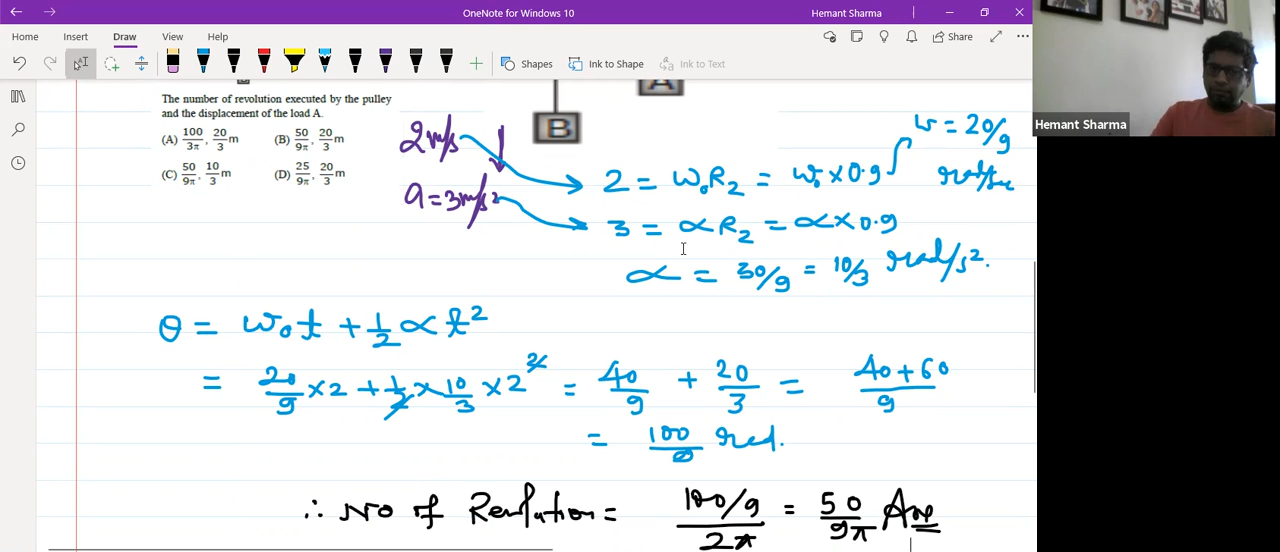 OneNote for Windows 10
Hemant Sharma
Home Insert Draw View Help
Share
Shapes Ink to Shape Ink to Text
The number of revolution executed by the pulley
and the displacement of the load A.
(A) 100/3π, 20/3 m (B) 50/9π, 20/3 m
(C) 50/9π, 10/3 m (D) 25/9π, 20/3 m
A
B
Hemant Sharma
2 m/s
a = 3 m/s²
2 = ω₀R₂ = ω₀ × 0.9
ω = 20/9
rad/sec
3 = αR₂ = α × 0.9
α = 30/9 = 10/3 rad/s².
θ = ω₀t + 1/2 αt²
= 20/9 × 2 + 1/2 × 10/3 × 2² = 40/9 + 20/3 = 40+60/9
= 100/9 rad.
∴ No of Revolution = 100/9 / 2π = 50/9π Ans